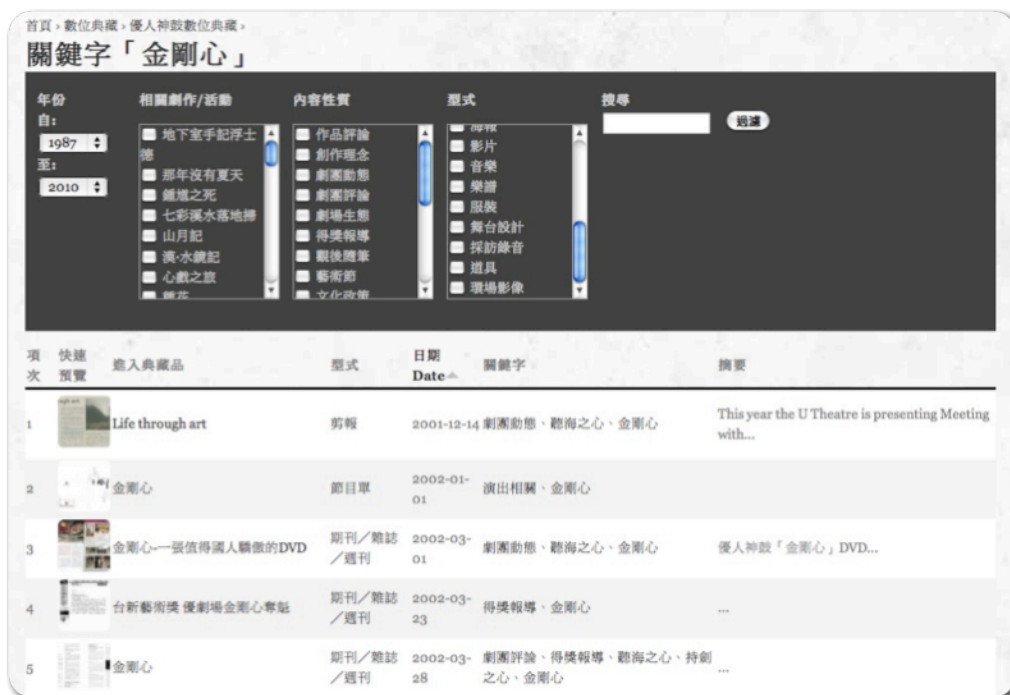 首頁 › 數位典藏 › 優人神鼓數位典藏 ›
關鍵字「金剛心」
年份
自:
1987
至:
2010
相關劇作/活動
地下室手記浮士
德
那年沒有夏天
鍾馗之死
七彩溪水落地掃
山月記
漠·水鏡記
心戲之旅
內容性質
作品評論
創作理念
劇團動態
劇團評論
劇場生態
得獎報導
觀後隨筆
藝術節
文化政策
型式
海報
影片
音樂
樂譜
服裝
舞台設計
採訪錄音
道具
環場影像
搜尋
過濾
項次 快速預覽 進入典藏品 型式 日期 Date 關鍵字 摘要
1 Life through art 剪報 2001-12-14 劇團動態、聽海之心、金剛心 This year the U Theatre is presenting Meeting
with...
2 金剛心 節目單 2002-01-
01 演出相關、金剛心
3 金剛心-一張值得國人驕傲的DVD 期刊／雜誌
／週刊 2002-03-
01 劇團動態、聽海之心、金剛心 優人神鼓「金剛心」DVD...
4 台新藝術獎 優劇場金剛心奪魁 期刊／雜誌
／週刊 2002-03-
23 得獎報導、金剛心 ...
5 金剛心 期刊／雜誌
／週刊 2002-03-
28 劇團評論、得獎報導、聽海之心、持劍
之心、金剛心 ...